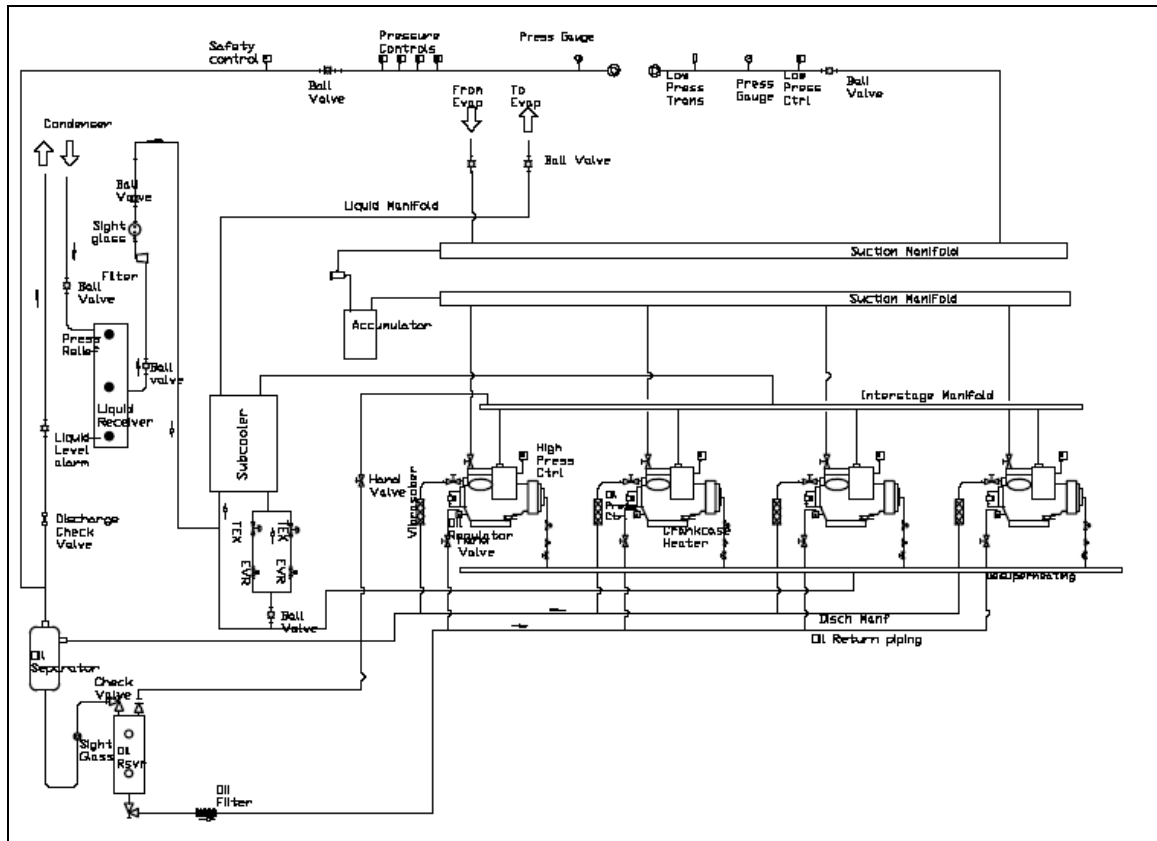 Safety
control
Pressure
Controls
Press Gauge
Ball
Valve
From
Evap
To
Evap
Low
Press
Trans
Press
Gauge
Low
Press
Ctrl
Ball
Valve
Condenser
Ball Valve
Ball
Valve
Liquid Manifold
Sight
glass
Suction Manifold
Filter
Ball
Valve
Suction Manifold
Accumulator
Press
Relief
Ball
valve
Interstage Manifold
Liquid
Receiver
Subcooler
Liquid
Level
alarm
High
Press
Ctrl
Hand
Valve
Vibrasober
Oil
Press
Ctrl
Discharge
Check
Valve
TEX
TEX
Oil
Regulator
Hand
Valve
Crankcase
Heater
EVR
EVR
Desuperheating
Ball
Valve
Disch Manf
Oil Return piping
Oil
Separator
Check
Valve
Sight
Glass
Oil
Rsvr
Oil
Filter